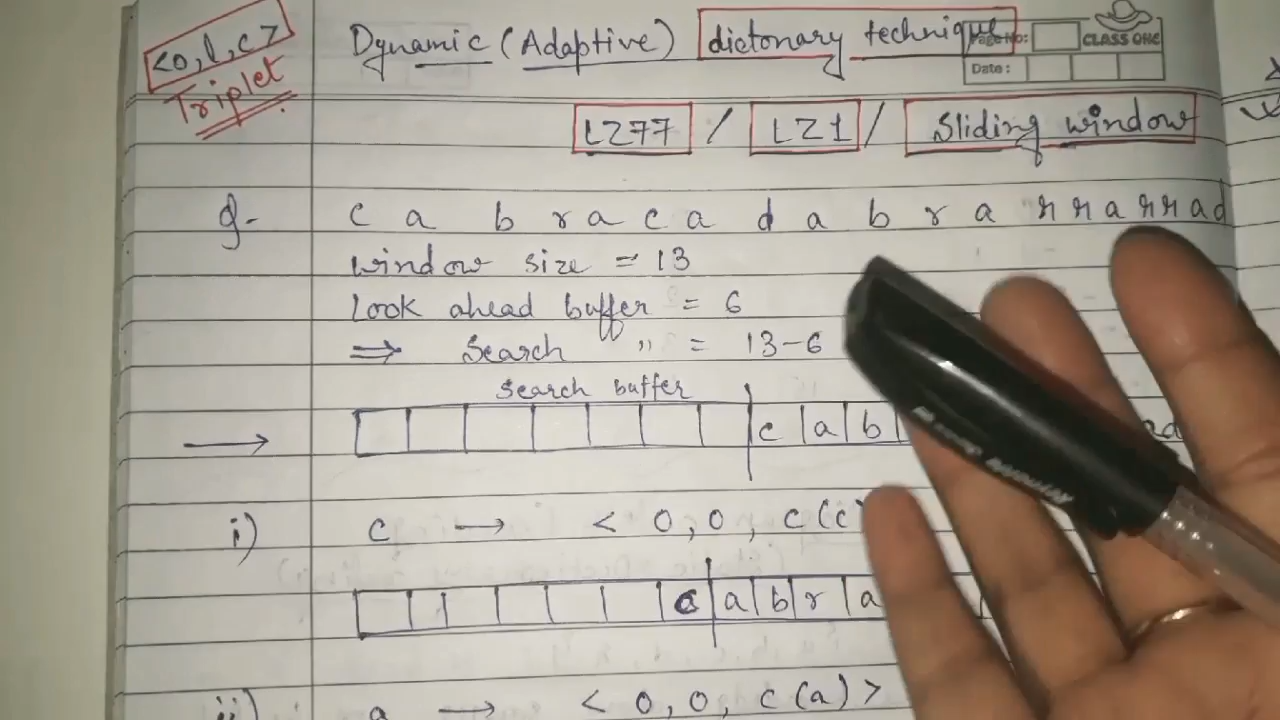 <o, l, c>
Triplet
Dynamic (Adaptive) dictonary technique
Page No:
CLASS ONE
Date:
LZ77 / LZ1 / Sliding window
Q- c a b r a c a d a b r a r r a r r a d
window size = 13
Look ahead buffer = 6
⇒ Search " = 13-6
Search buffer
→ c a b ad
i) c → < 0, 0, c(c)
c a b r a
ii) a → < 0, 0, c(a) >